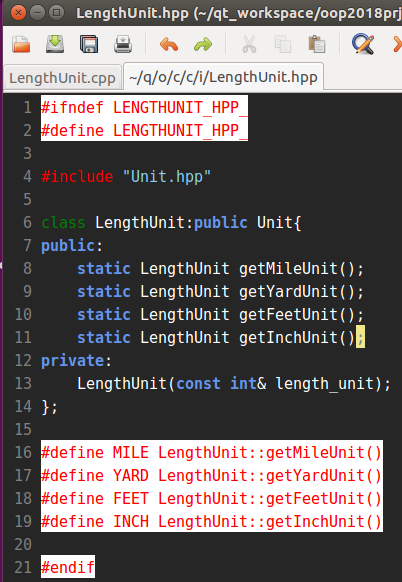 LengthUnit.hpp (~/qt_workspace/oop2018prj
LengthUnit.cpp ~/q/o/c/c/i/LengthUnit.hpp
1 #ifndef LENGTHUNIT_HPP_
2 #define LENGTHUNIT_HPP_
3
4 #include "Unit.hpp"
5
6 class LengthUnit:public Unit{
7 public:
8     static LengthUnit getMileUnit();
9     static LengthUnit getYardUnit();
10     static LengthUnit getFeetUnit();
11     static LengthUnit getInchUnit();
12 private:
13     LengthUnit(const int& length_unit);
14 };
15
16 #define MILE LengthUnit::getMileUnit()
17 #define YARD LengthUnit::getYardUnit()
18 #define FEET LengthUnit::getFeetUnit()
19 #define INCH LengthUnit::getInchUnit()
20
21 #endif